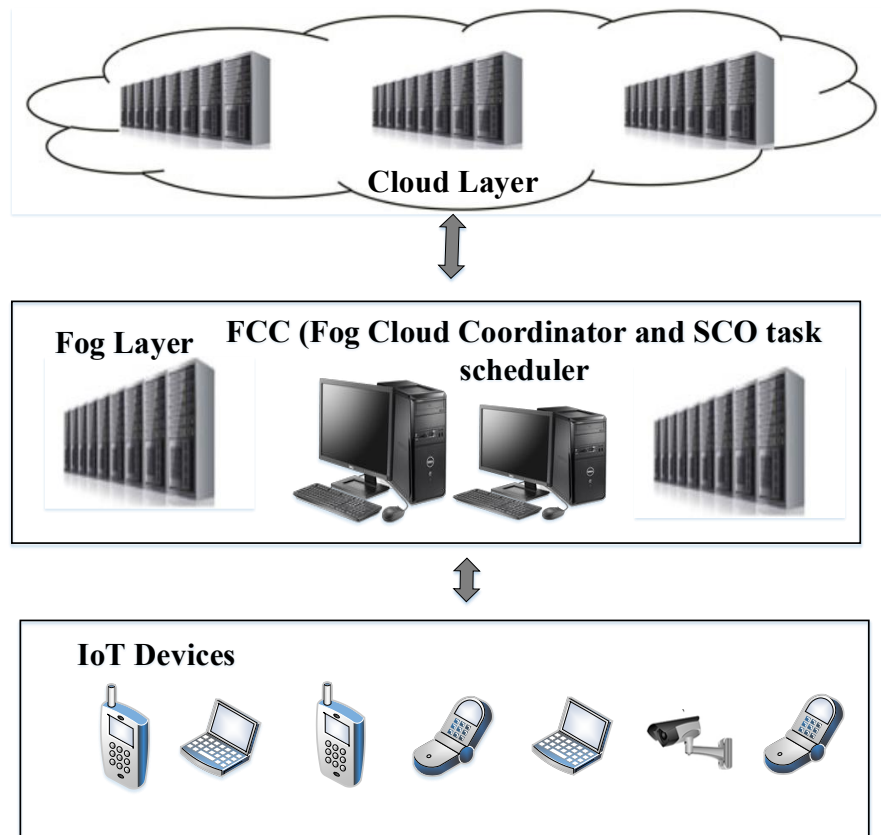 Cloud Layer
Fog Layer
FCC (Fog Cloud Coordinator and SCO task
scheduler
IoT Devices